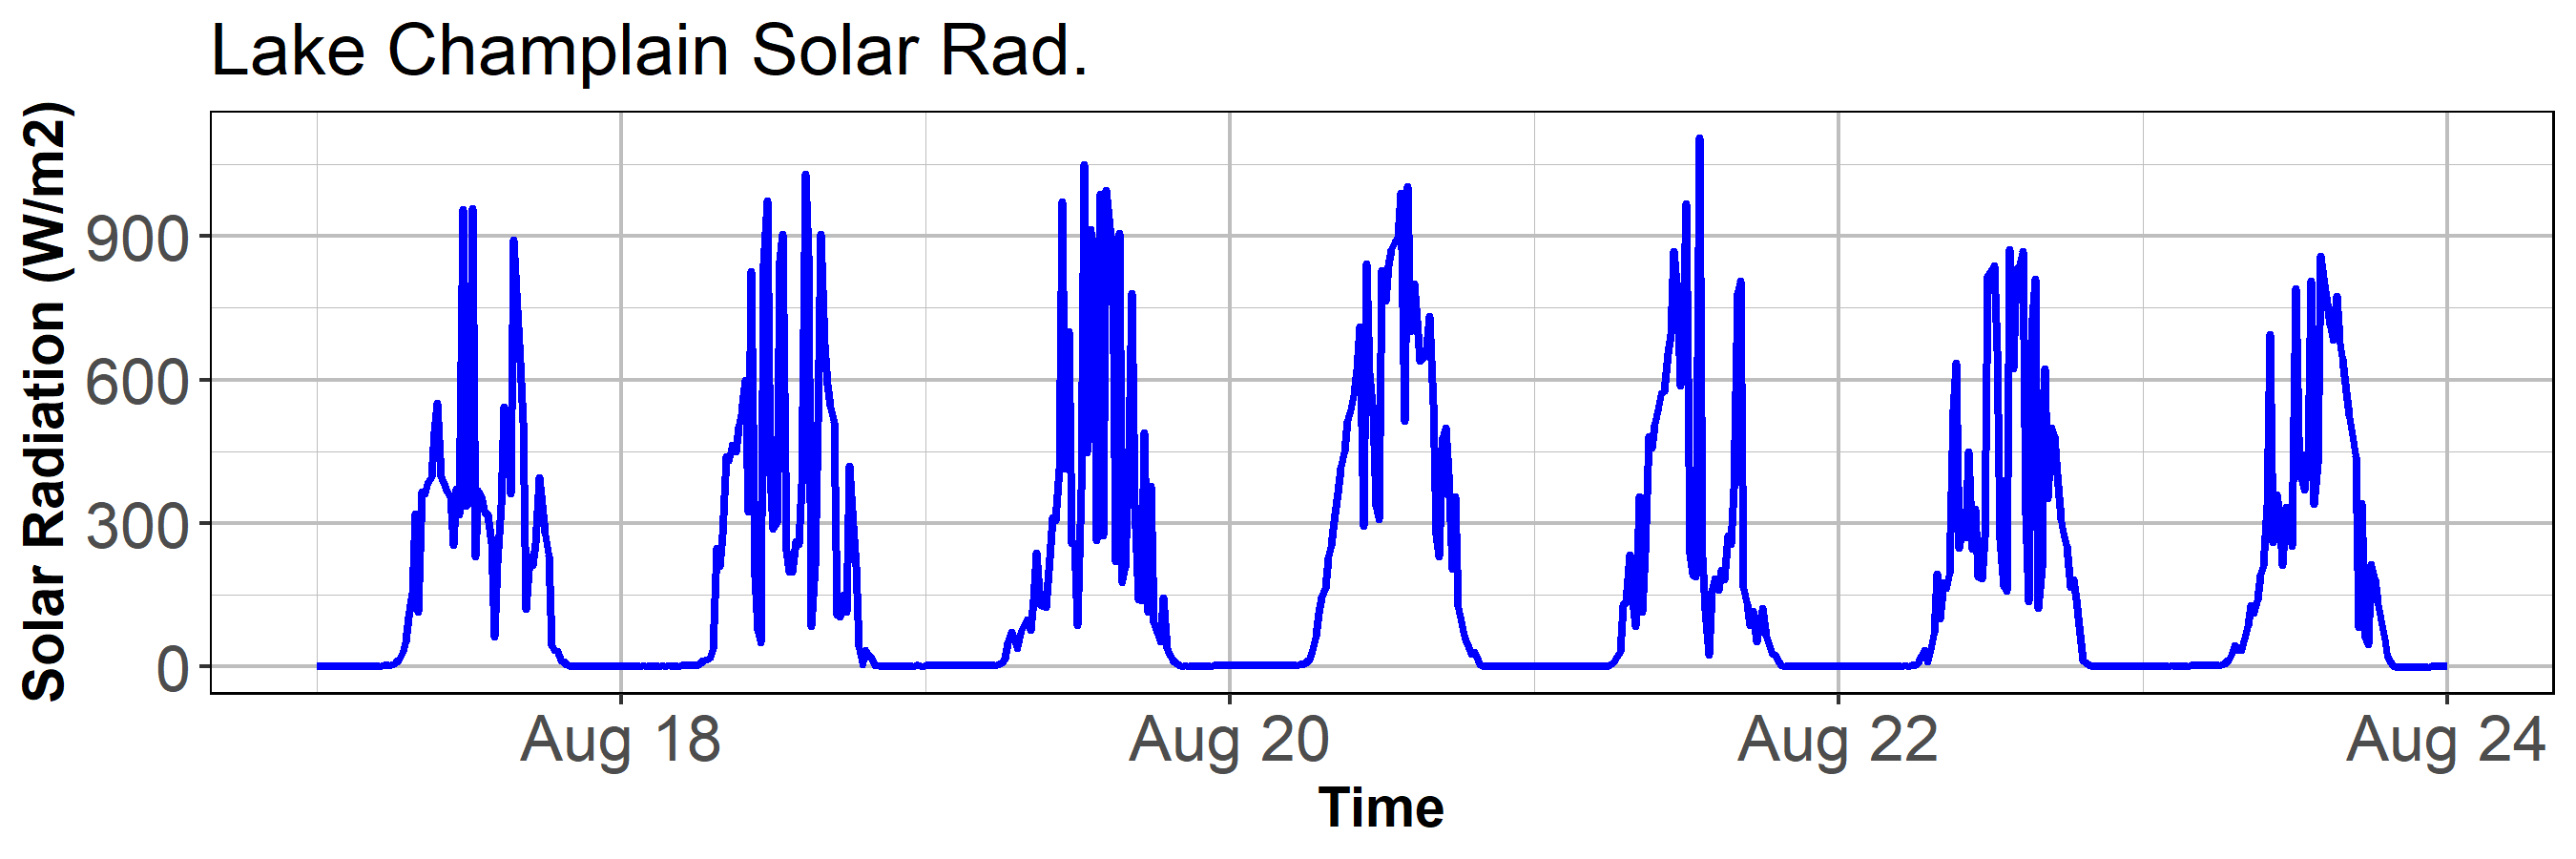 Lake Champlain Solar Rad.
Solar Radiation (W/m2)
900
600
300
0
Aug 18 Aug 20 Aug 22 Aug 24
Time